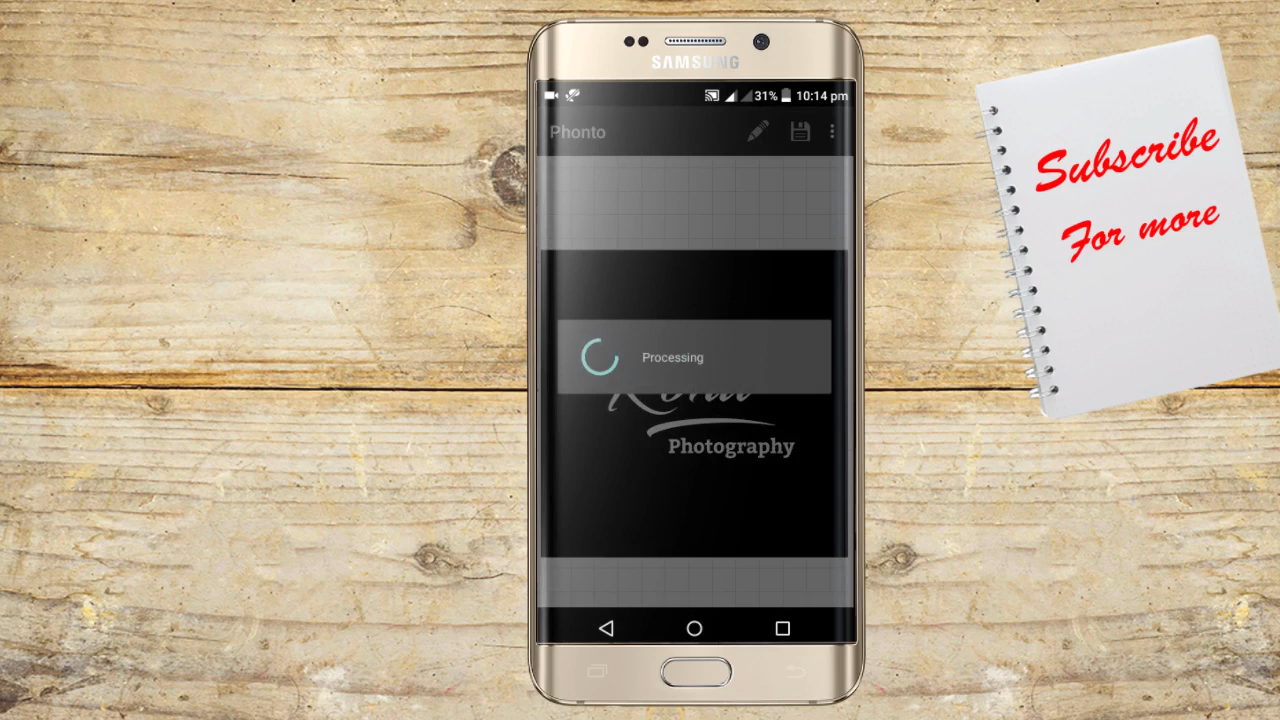 SAMSUNG
31% 10:14 pm
Phonto
Processing
Photography
Subscribe
For more